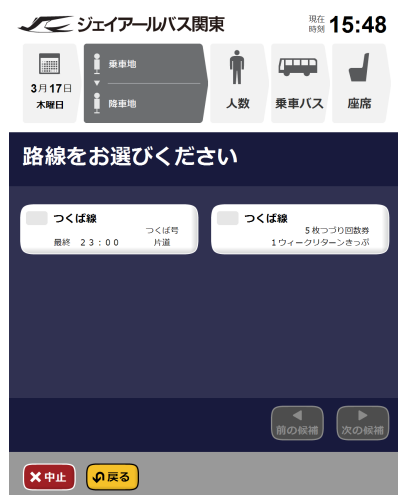 ジェイアールバス関東
現在時刻 15:48
3月17日
木曜日
乗車地
降車地
人数
乗車バス
座席
路線をお選びください
つくば線
つくば号
最終 23:00 片道
つくば線
5枚つづり回数券
1ウィークリターンきっぷ
前の候補
次の候補
中止
戻る